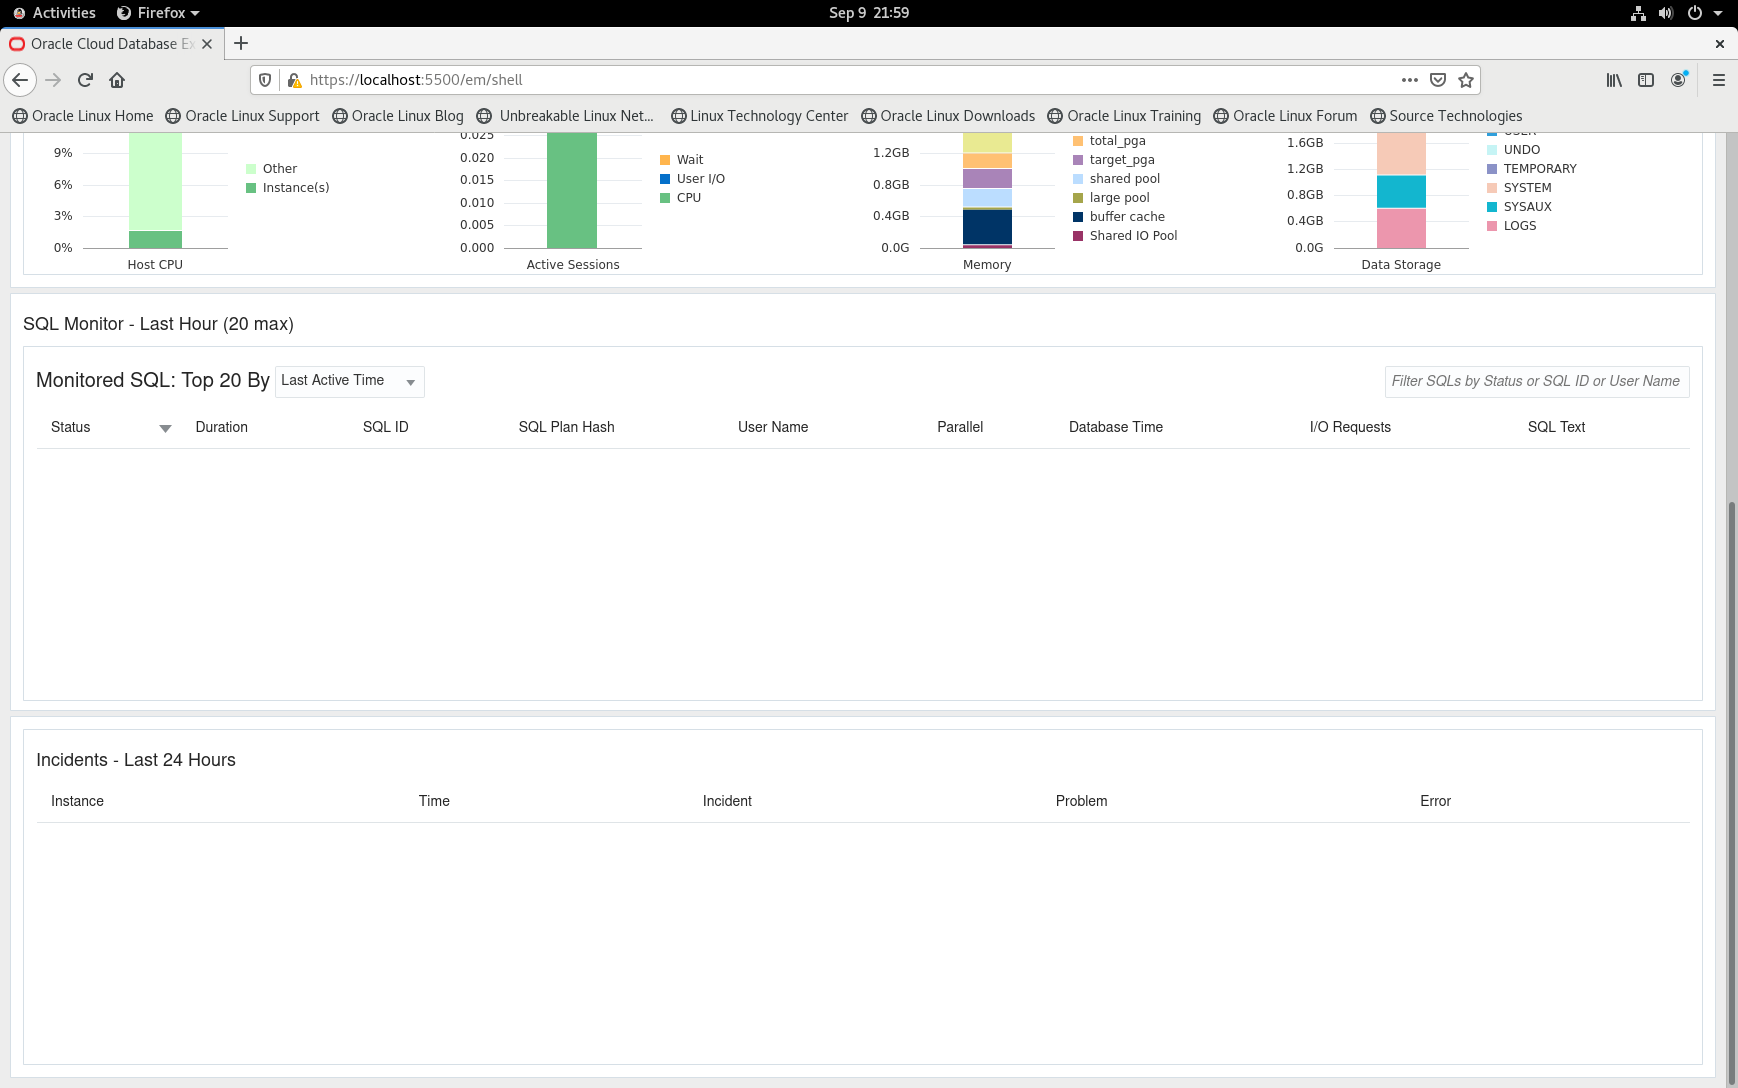 Activities Firefox Sep 9 21:59
Oracle Cloud Database Ex
https://localhost:5500/em/shell
Oracle Linux Home Oracle Linux Support Oracle Linux Blog Unbreakable Linux Net... Linux Technology Center Oracle Linux Downloads Oracle Linux Training Oracle Linux Forum Source Technologies
9%
6%
3%
0%
Other
Instance(s)
Host CPU
0.025
0.020
0.015
0.010
0.005
0.000
Wait
User I/O
CPU
Active Sessions
1.2GB
0.8GB
0.4GB
0.0G
total_pga
target_pga
shared pool
large pool
buffer cache
Shared IO Pool
Memory
1.6GB
1.2GB
0.8GB
0.4GB
0.0G
USER
UNDO
TEMPORARY
SYSTEM
SYSAUX
LOGS
Data Storage
SQL Monitor - Last Hour (20 max)
Monitored SQL: Top 20 By Last Active Time Filter SQLs by Status or SQL ID or User Name
Status Duration SQL ID SQL Plan Hash User Name Parallel Database Time I/O Requests SQL Text
Incidents - Last 24 Hours
Instance Time Incident Problem Error